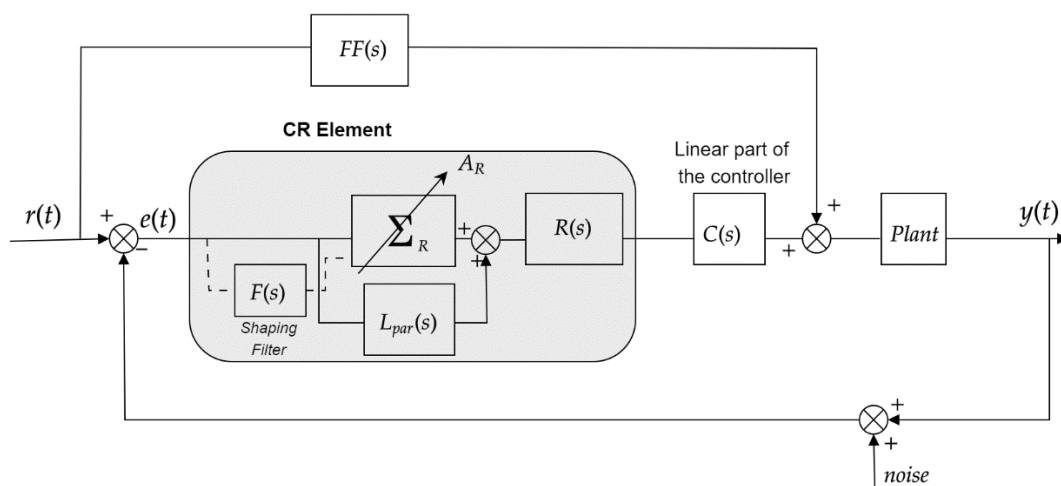 FF(s)
CR Element
A_R
Linear part of
the controller
r(t)
+
−
e(t)
Σ_R
+
+
R(s)
C(s)
+
+
Plant
y(t)
F(s)
Shaping
Filter
L_par(s)
+
+
noise